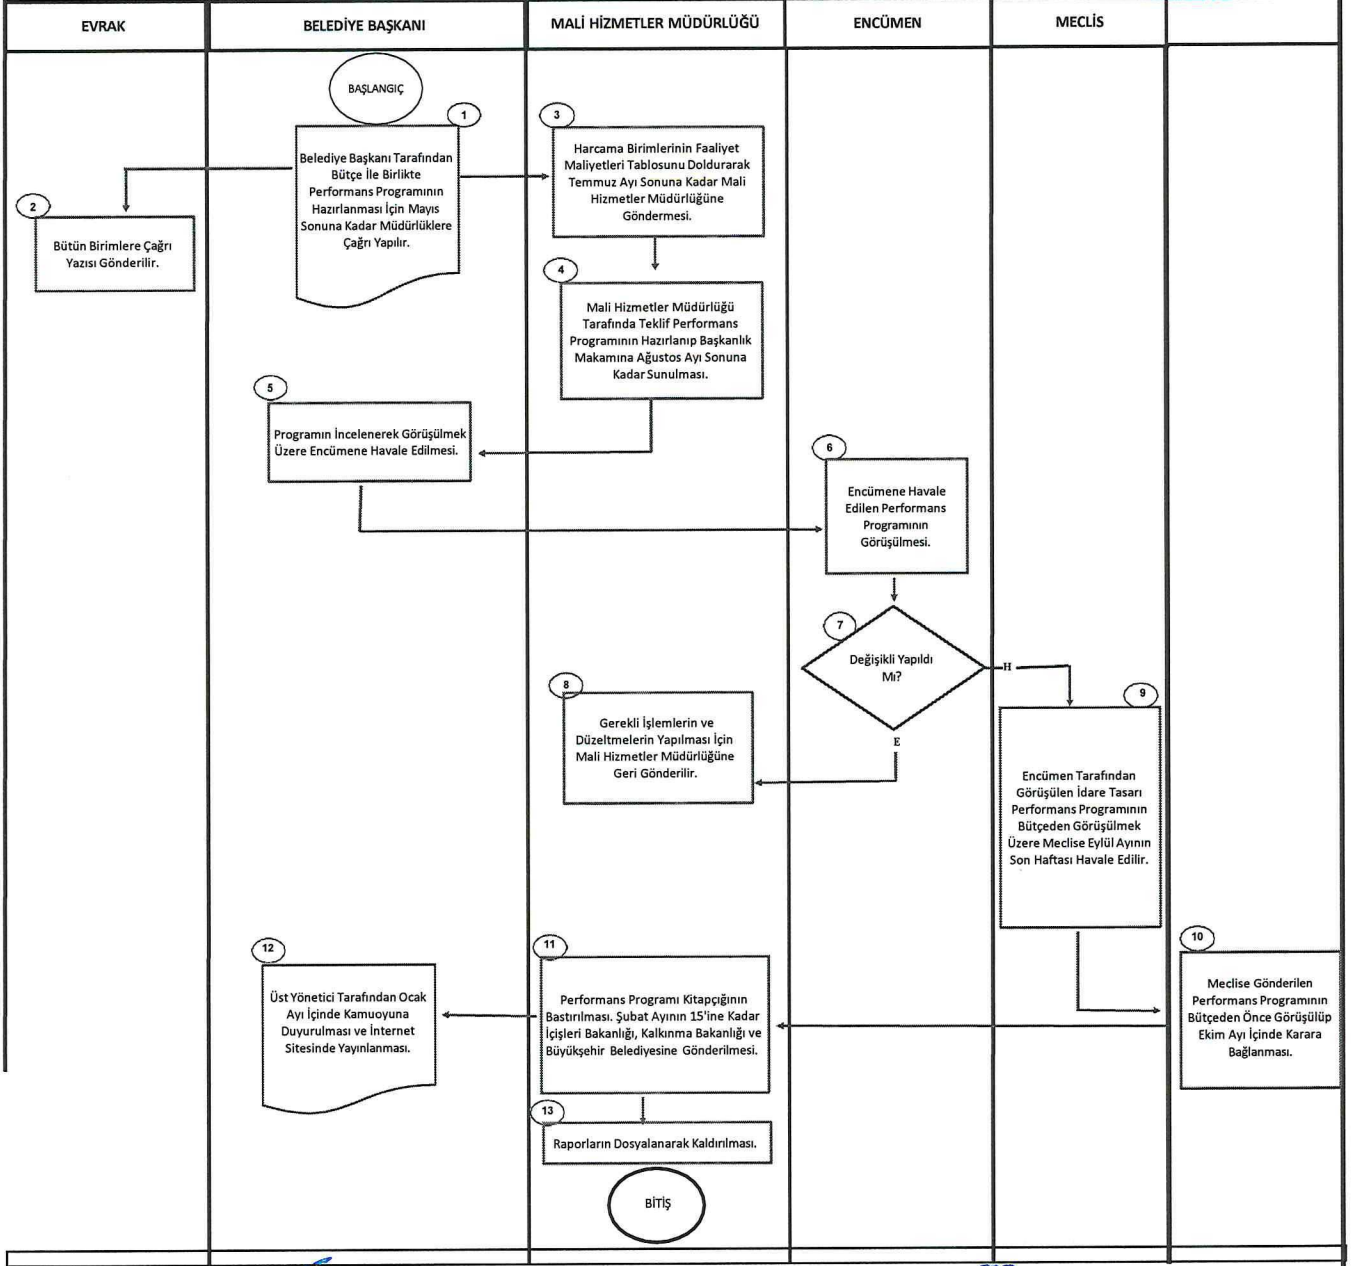 EVRAK
BELEDİYE BAŞKANI
MALİ HİZMETLER MÜDÜRLÜĞÜ
ENCÜMEN
MECLİS
BAŞLANGIÇ
1
Belediye Başkanı Tarafından
Bütçe İle Birlikte
Performans Programının
Hazırlanması İçin Mayıs
Sonuna Kadar Müdürlüklere
Çağrı Yapılır.
2
Bütün Birimlere Çağrı
Yazısı Gönderilir.
3
Harcama Birimlerinin Faaliyet
Maliyetleri Tablosunu Doldurarak
Temmuz Ayı Sonuna Kadar Mali
Hizmetler Müdürlüğüne
Göndermesi.
4
Mali Hizmetler Müdürlüğü
Tarafında Teklif Performans
Programının Hazırlanıp Başkanlık
Makamına Ağustos Ayı Sonuna
Kadar Sunulması.
5
Programın İncelenerek Görüşülmek
Üzere Encümene Havale Edilmesi.
6
Encümene Havale
Edilen Performans
Programının
Görüşülmesi.
7
Değişikli Yapıldı
Mı?
H
E
8
Gerekli İşlemlerin ve
Düzeltmelerin Yapılması İçin
Mali Hizmetler Müdürlüğüne
Geri Gönderilir.
9
Encümen Tarafından
Görüşülen İdare Tasarı
Performans Programının
Bütçeden Görüşülmek
Üzere Meclise Eylül Ayının
Son Haftası Havale Edilir.
10
Meclise Gönderilen
Performans Programının
Bütçeden Önce Görüşülüp
Ekim Ayı İçinde Karara
Bağlanması.
11
Performans Programı Kitapçığının
Bastırılması. Şubat Ayının 15'ine Kadar
İçişleri Bakanlığı, Kalkınma Bakanlığı ve
Büyükşehir Belediyesine Gönderilmesi.
12
Üst Yönetici Tarafından Ocak
Ayı İçinde Kamuoyuna
Duyurulması ve İnternet
Sitesinde Yayınlanması.
13
Raporların Dosyalanarak Kaldırılması.
BİTİŞ